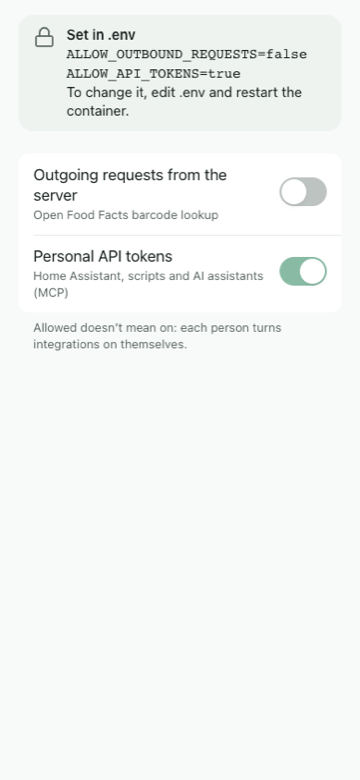 Set in .env
ALLOW_OUTBOUND_REQUESTS=false
ALLOW_API_TOKENS=true
To change it, edit .env and restart the
container.
Outgoing requests from the
server
Open Food Facts barcode lookup
Personal API tokens
Home Assistant, scripts and AI assistants
(MCP)
Allowed doesn't mean on: each person turns
integrations on themselves.